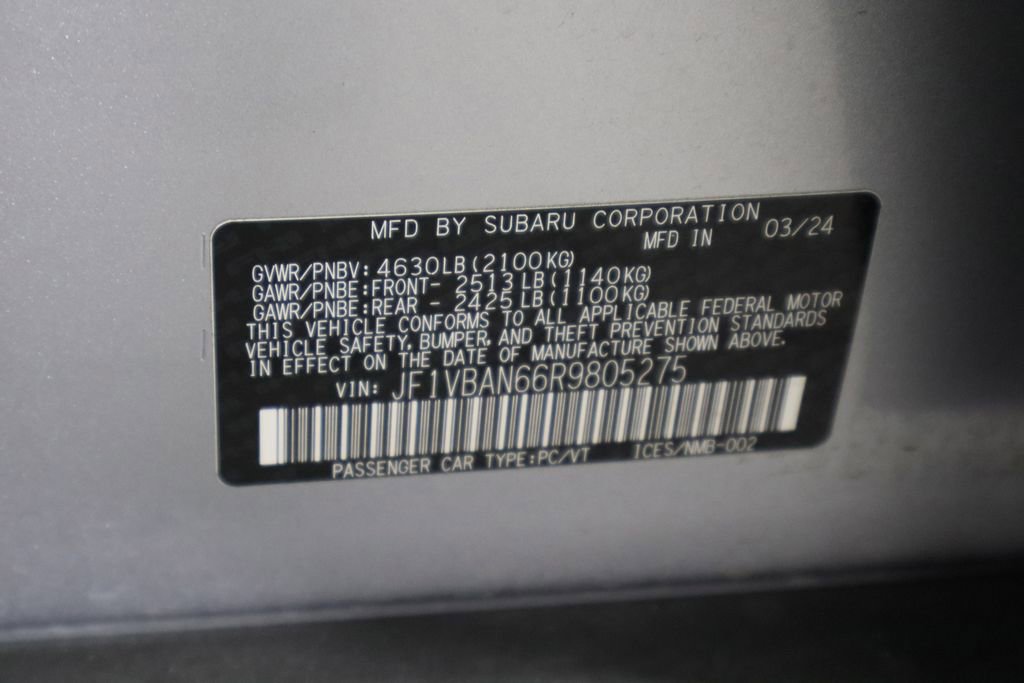 MFD BY SUBARU CORPORATION
MFD IN 03/24
GVWR/PNBV: 4630LB(2100KG)
GAWR/PNBE:FRONT- 2513LB(1140KG)
GAWR/PNBE:REAR - 2425LB(1100KG)
THIS VEHICLE CONFORMS TO ALL APPLICABLE FEDERAL MOTOR
VEHICLE SAFETY, BUMPER, AND THEFT PREVENTION STANDARDS
IN EFFECT ON THE DATE OF MANUFACTURE SHOWN ABOVE.
VIN: JF1VBAN66R9805275
PASSENGER CAR TYPE:PC/VT ICES/NMB-002